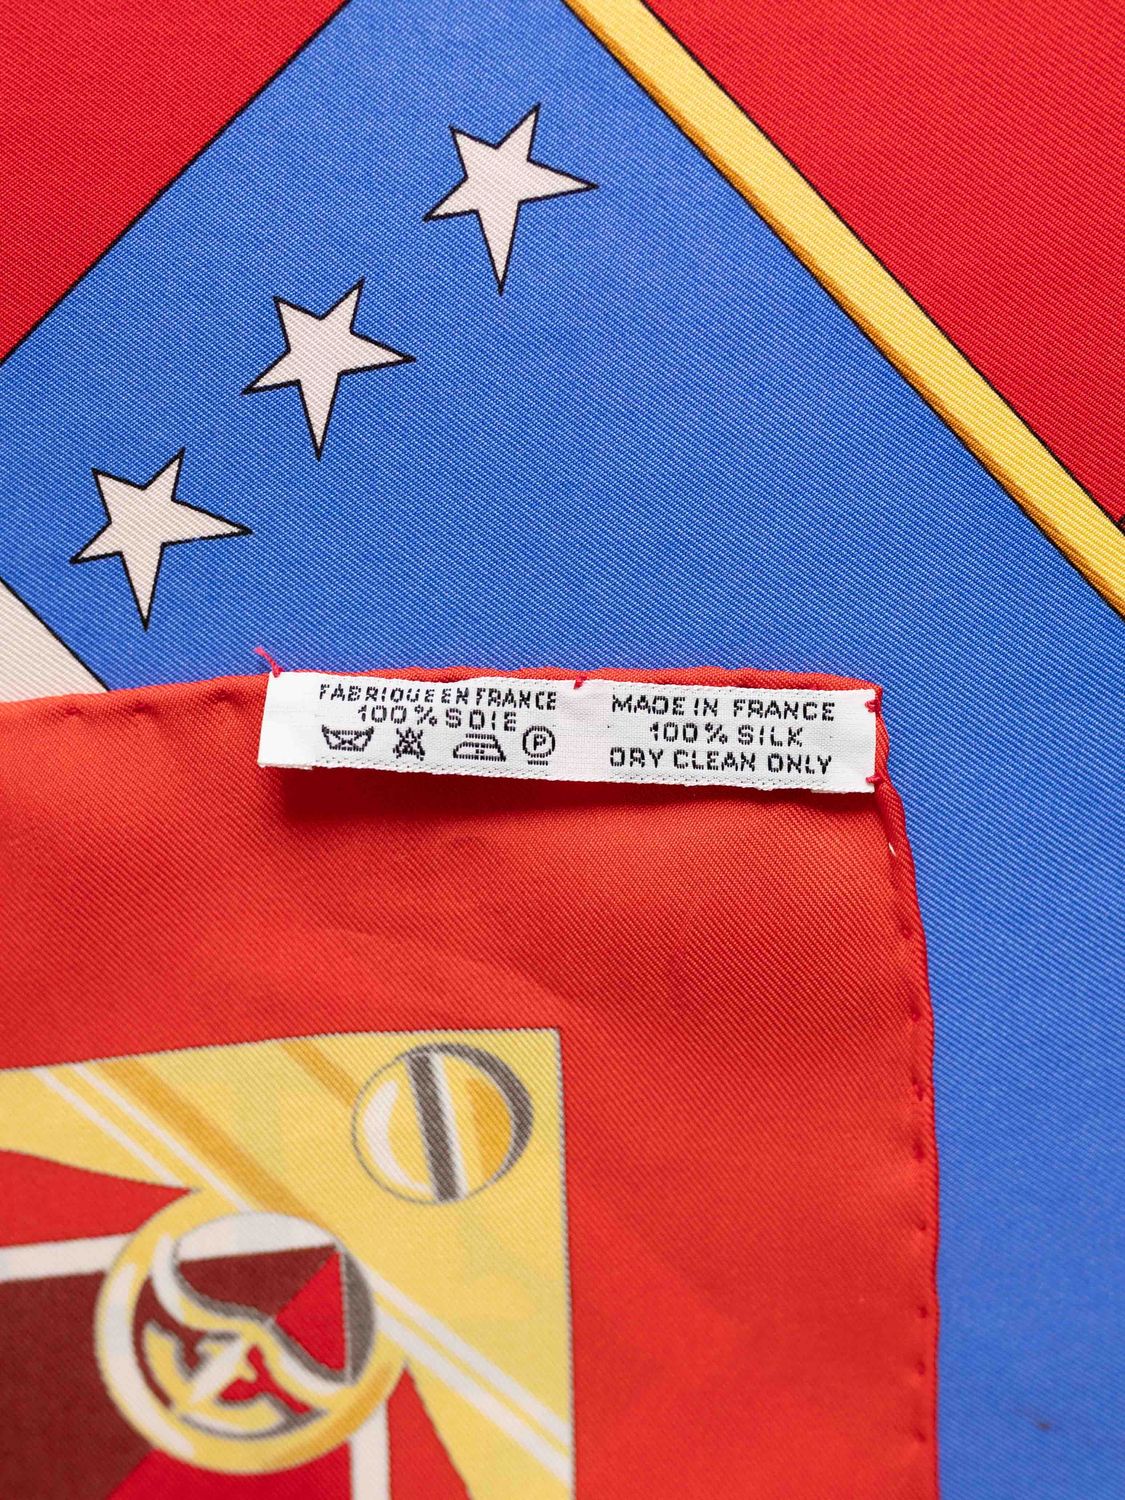 FABRIQUE EN FRANCE
100% SOIE
P
MADE IN FRANCE
100% SILK
DRY CLEAN ONLY